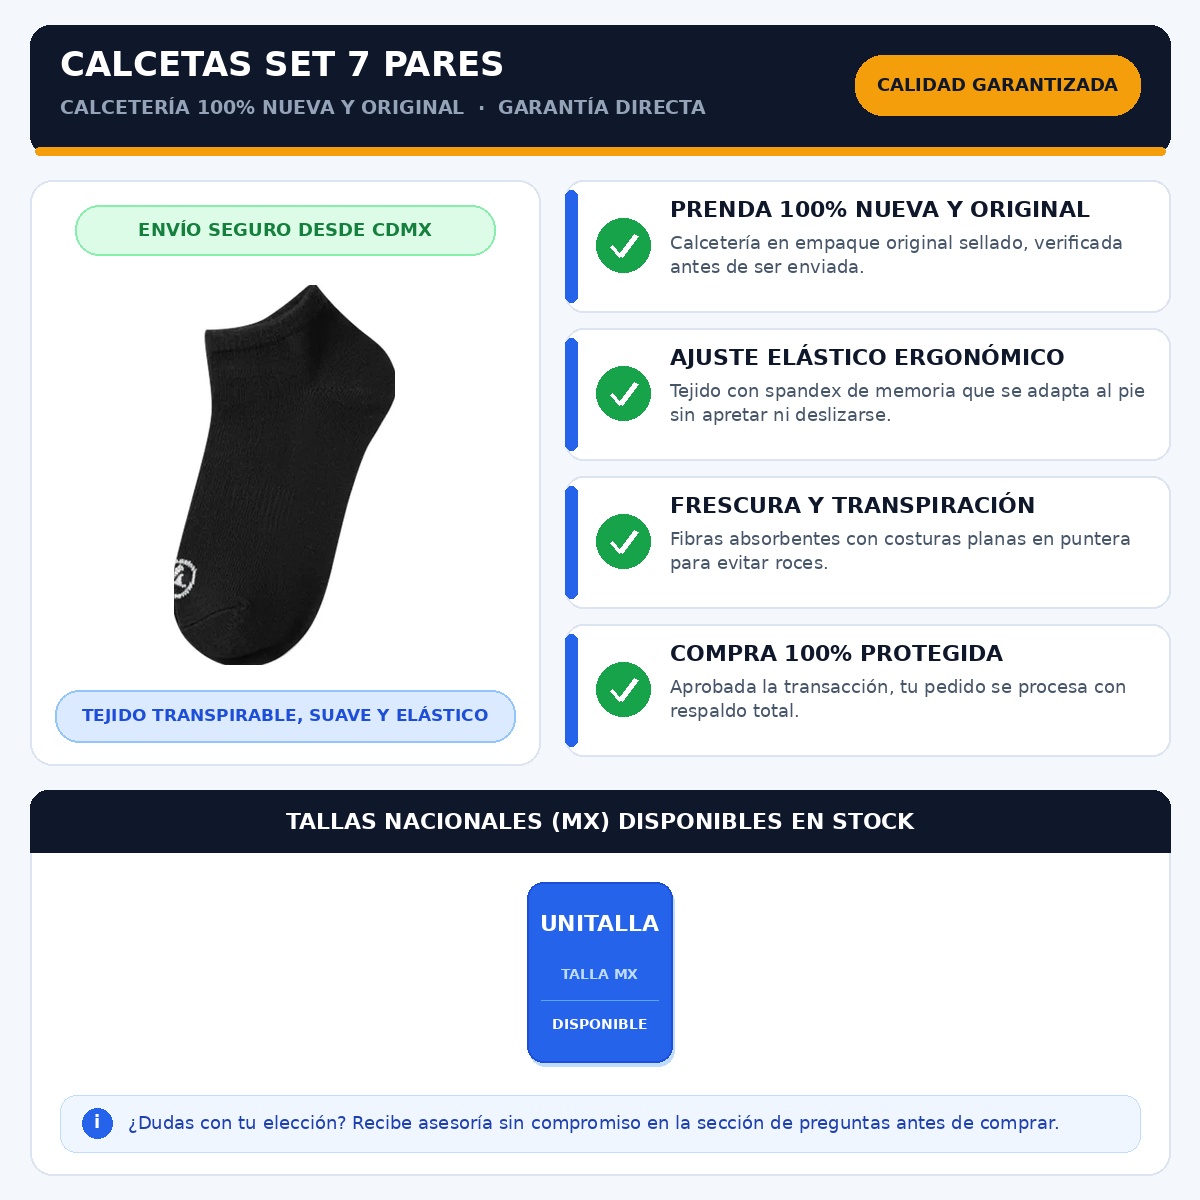 CALCETAS SET 7 PARES
CALCETERÍA 100% NUEVA Y ORIGINAL · GARANTÍA DIRECTA
CALIDAD GARANTIZADA
ENVÍO SEGURO DESDE CDMX
TEJIDO TRANSPIRABLE, SUAVE Y ELÁSTICO
PRENDA 100% NUEVA Y ORIGINAL
Calcetería en empaque original sellado, verificada
antes de ser enviada.
AJUSTE ELÁSTICO ERGONÓMICO
Tejido con spandex de memoria que se adapta al pie
sin apretar ni deslizarse.
FRESCURA Y TRANSPIRACIÓN
Fibras absorbentes con costuras planas en puntera
para evitar roces.
COMPRA 100% PROTEGIDA
Aprobada la transacción, tu pedido se procesa con
respaldo total.
TALLAS NACIONALES (MX) DISPONIBLES EN STOCK
UNITALLA
TALLA MX
DISPONIBLE
i ¿Dudas con tu elección? Recibe asesoría sin compromiso en la sección de preguntas antes de comprar.